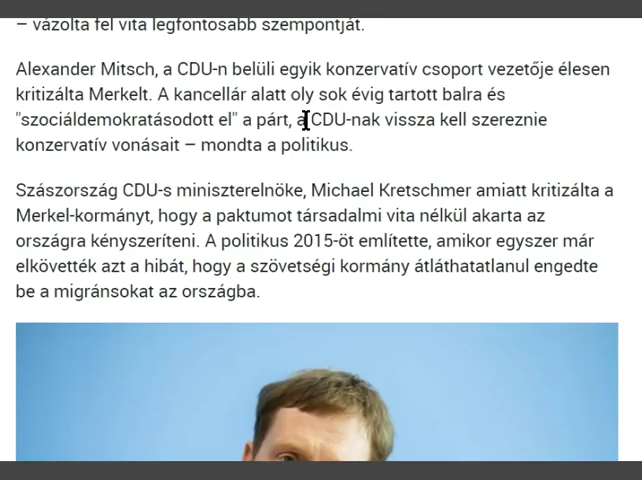 – vázolta fel vita legfontosabb szempontját.
Alexander Mitsch, a CDU-n belüli egyik konzervatív csoport vezetője élesen
kritizálta Merkelt. A kancellár alatt oly sok évig tartott balra és
"szociáldemokratásodott el" a párt, a CDU-nak vissza kell szereznie
konzervatív vonásait – mondta a politikus.
Szászország CDU-s miniszterelnöke, Michael Kretschmer amiatt kritizálta a
Merkel-kormányt, hogy a paktumot társadalmi vita nélkül akarta az
országra kényszeríteni. A politikus 2015-öt említette, amikor egyszer már
elkövették azt a hibát, hogy a szövetségi kormány átláthatatlanul engedte
be a migránsokat az országba.